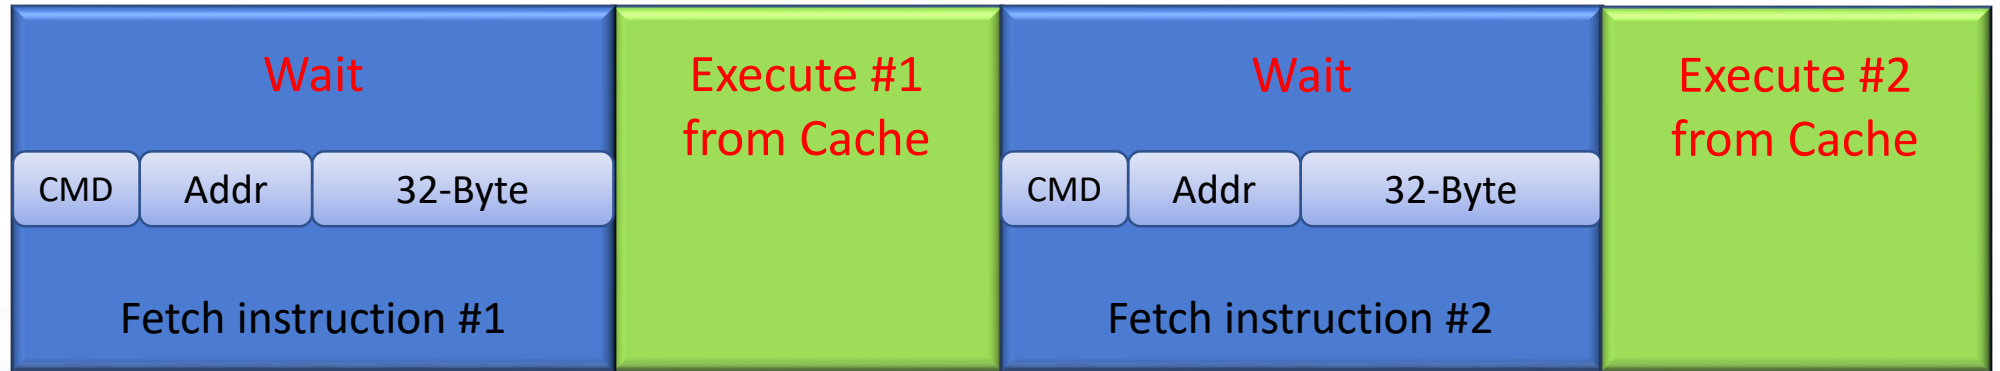 Wait
CMD
Addr
32-Byte
Fetch instruction #1
Execute #1
from Cache
Wait
CMD
Addr
32-Byte
Fetch instruction #2
Execute #2
from Cache